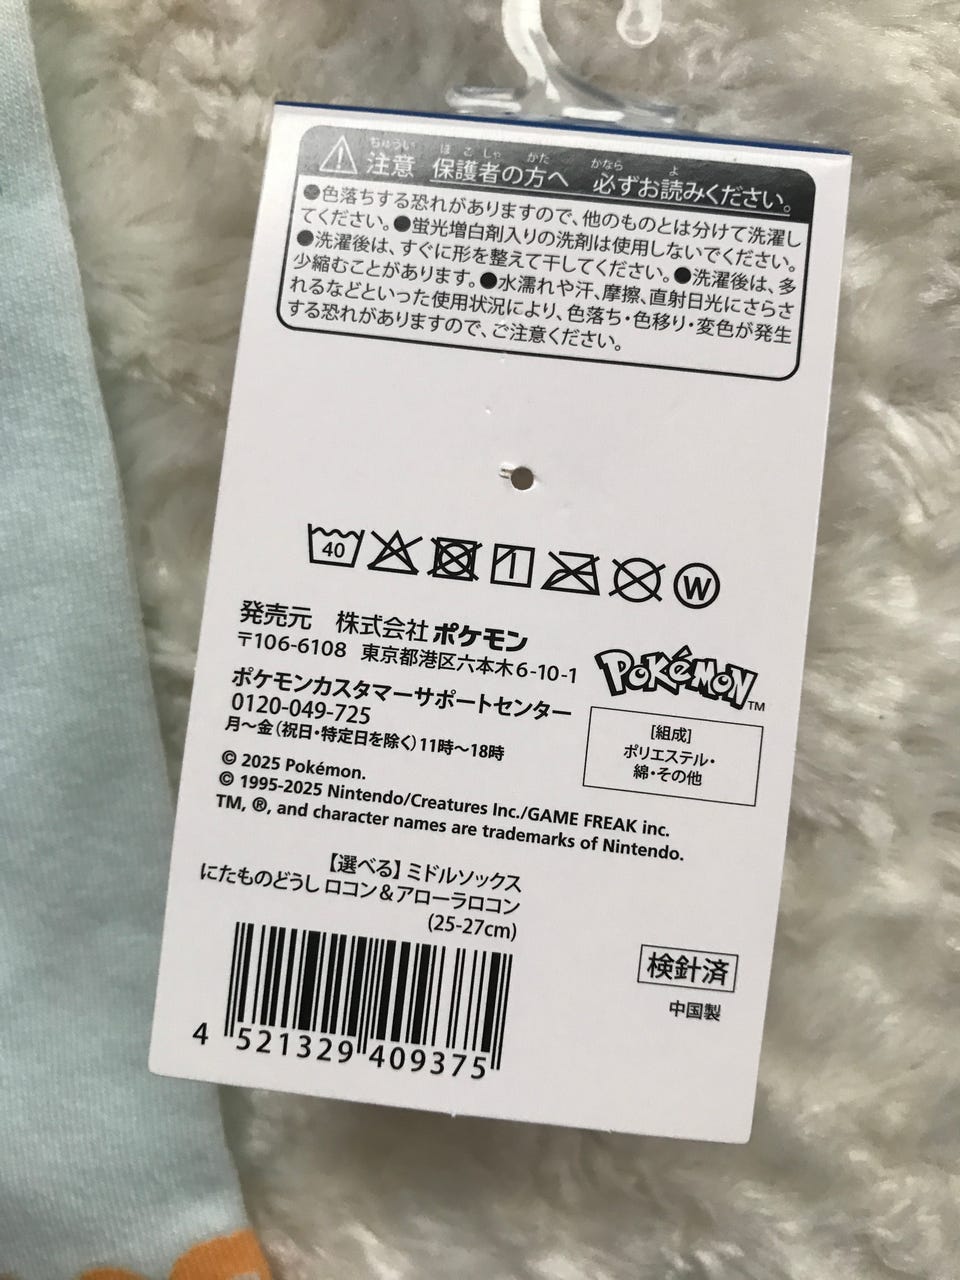 注意 保護者の方へ 必ずお読みください。
●色落ちする恐れがありますので、他のものとは分けて洗濯し
てください。●蛍光増白剤入りの洗剤は使用しないでください。
●洗濯後は、すぐに形を整えて干してください。●洗濯後は、多
少縮むことがあります。●水濡れや汗、摩擦、直射日光にさらさ
れるなどといった使用状況により、色落ち・色移り・変色が発生
する恐れがありますので、ご注意ください。
40
W
発売元 株式会社ポケモン
〒106-6108 東京都港区六本木6-10-1
ポケモンカスタマーサポートセンター
0120-049-725
月～金(祝日・特定日を除く)11時～18時
POKéMON TM
[組成]
ポリエステル・
綿・その他
© 2025 Pokémon.
© 1995-2025 Nintendo/Creatures Inc./GAME FREAK inc.
TM, ®, and character names are trademarks of Nintendo.
【選べる】ミドルソックス
にたものどうし ロコン＆アローラロコン
(25-27cm)
4 521329 409375
検針済
中国製